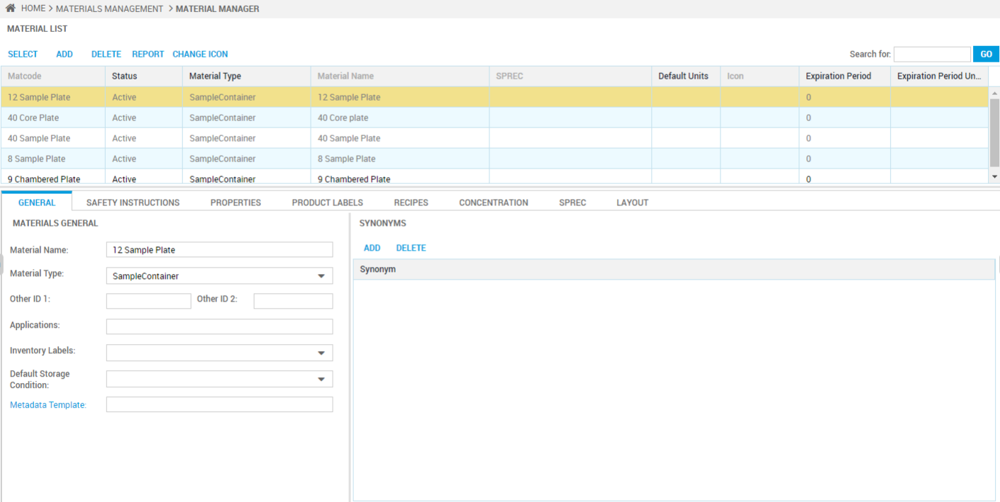 HOME > MATERIALS MANAGEMENT > MATERIAL MANAGER
MATERIAL LIST
SELECT ADD DELETE REPORT CHANGE ICON Search for: GO
Matcode Status Material Type Material Name SPREC Default Units Icon Expiration Period Expiration Period Un...
12 Sample Plate Active SampleContainer 12 Sample Plate 0
40 Core Plate Active SampleContainer 40 Core plate 0
40 Sample Plate Active SampleContainer 40 Sample Plate 0
8 Sample Plate Active SampleContainer 8 Sample Plate 0
9 Chambered Plate Active SampleContainer 9 Chambered Plate 0
GENERAL SAFETY INSTRUCTIONS PROPERTIES PRODUCT LABELS RECIPES CONCENTRATION SPREC LAYOUT
MATERIALS GENERAL
Material Name: 12 Sample Plate
Material Type: SampleContainer
Other ID 1: Other ID 2:
Applications:
Inventory Labels:
Default Storage
Condition:
Metadata Template:
SYNONYMS
ADD DELETE
Synonym